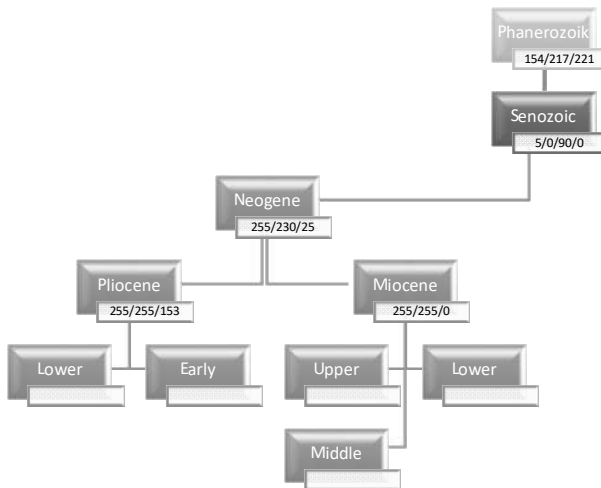 Phanerozoik
154/217/221
Senozoic
5/0/90/0
Neogene
255/230/25
Pliocene
255/255/153
Miocene
255/255/0
Lower
Early
Upper
Lower
Middle